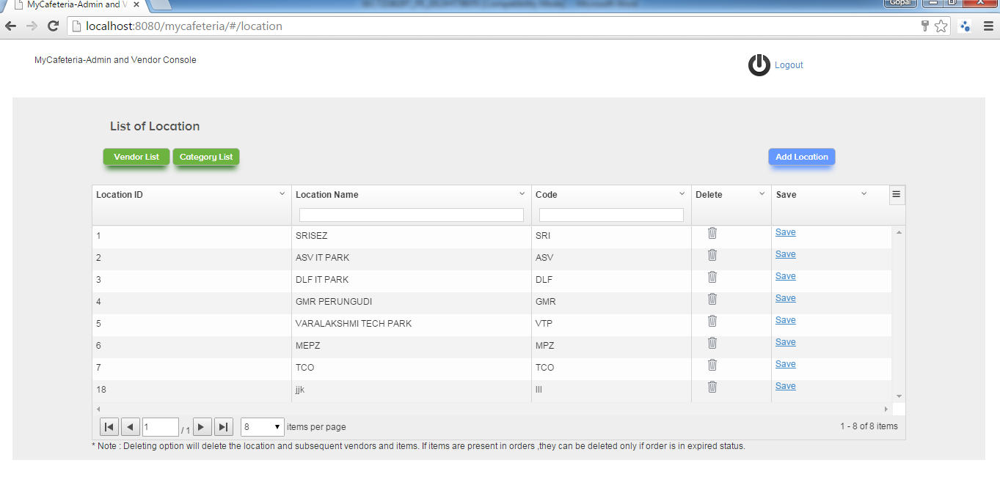 MyCafeteria-Admin and V
Gopal
localhost:8080/mycafeteria/#/location
MyCafeteria-Admin and Vendor Console
Logout
List of Location
Vendor List Category List Add Location
Location ID Location Name Code Delete Save
1 SRISEZ SRI Save
2 ASV IT PARK ASV Save
3 DLF IT PARK DLF Save
4 GMR PERUNGUDI GMR Save
5 VARALAKSHMI TECH PARK VTP Save
6 MEPZ MPZ Save
7 TCO TCO Save
18 jjk lll Save
1 / 1 8 items per page 1 - 8 of 8 items
* Note : Deleting option will delete the location and subsequent vendors and items. If items are present in orders ,they can be deleted only if order is in expired status.